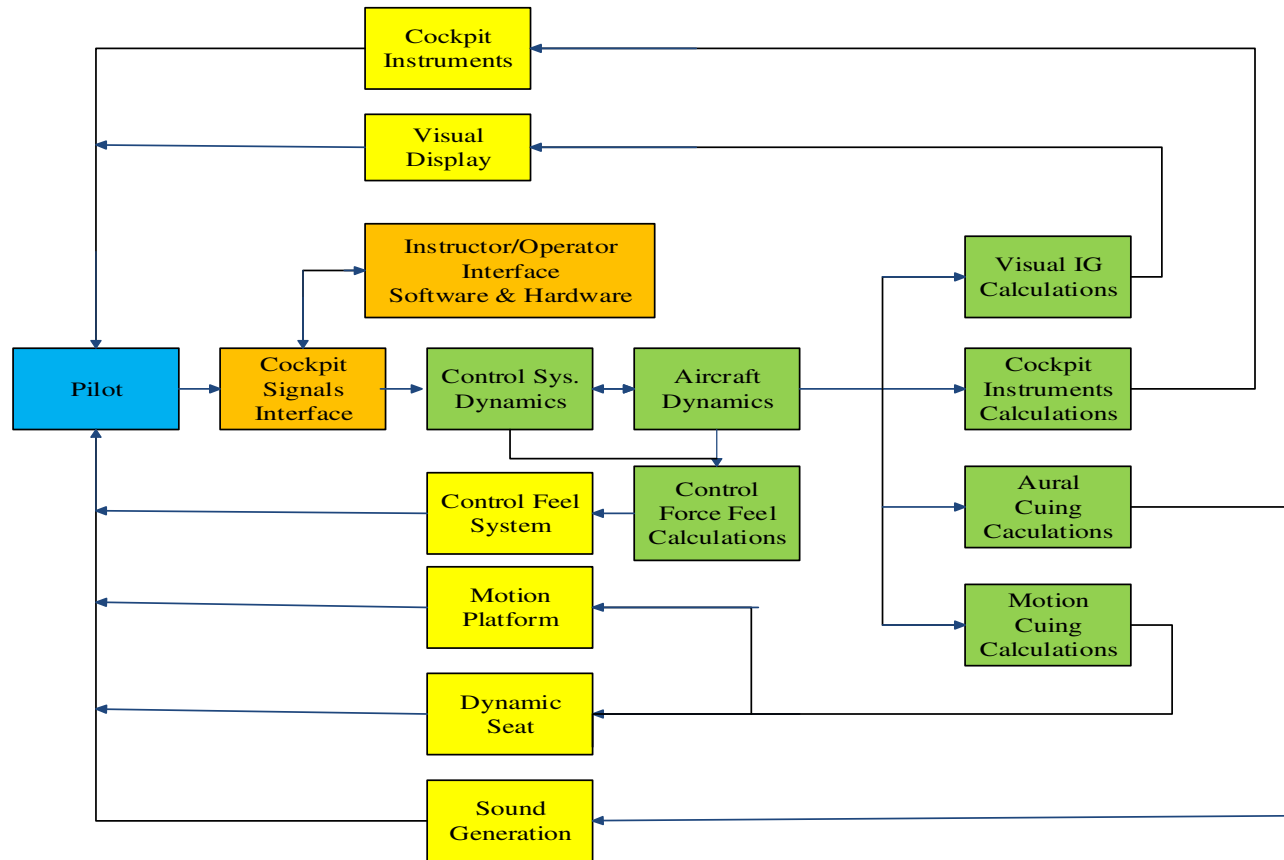 Cockpit
Instruments
Visual
Display
Instructor/Operator
Interface
Software & Hardware
Visual IG
Calculations
Pilot
Cockpit
Signals
Interface
Control Sys.
Dynamics
Aircraft
Dynamics
Cockpit
Instruments
Calculations
Control Feel
System
Control
Force Feel
Calculations
Aural
Cuing
Caculations
Motion
Platform
Motion
Cuing
Calculations
Dynamic
Seat
Sound
Generation